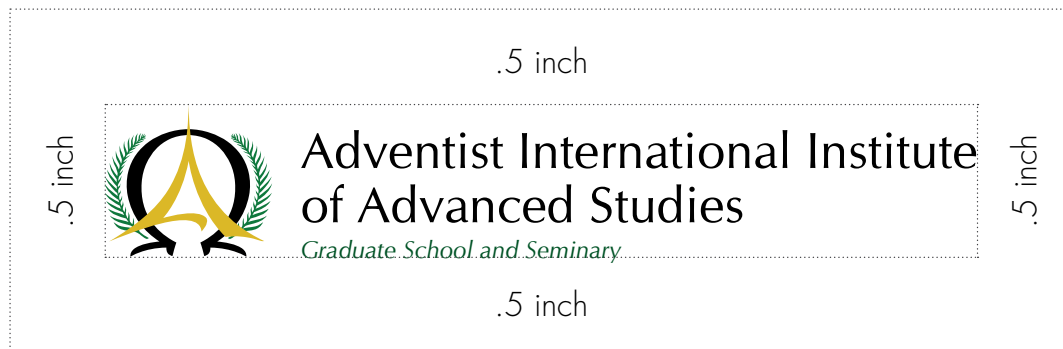 .5 inch
.5 inch
Adventist International Institute
of Advanced Studies
Graduate School and Seminary
.5 inch
.5 inch